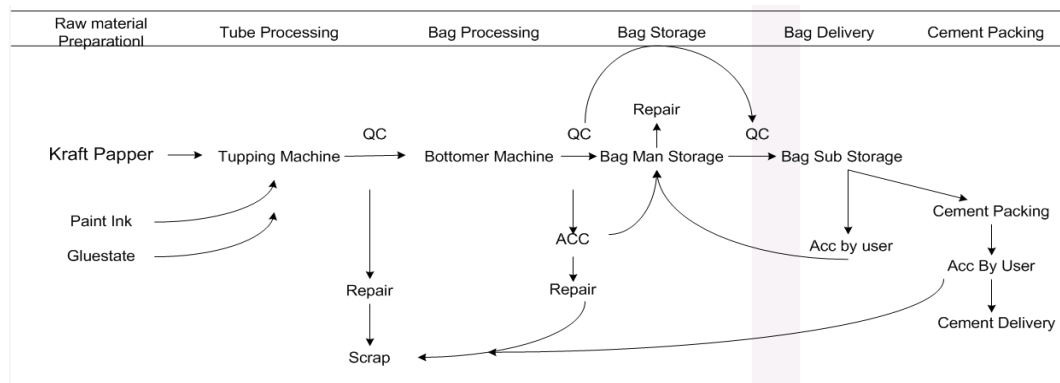 Raw material
Preparationl
Tube Processing
Bag Processing
Bag Storage
Bag Delivery
Cement Packing
Repair
QC
QC
QC
Kraft Papper
Tupping Machine
Bottomer Machine
Bag Man Storage
Bag Sub Storage
Paint Ink
Cement Packing
Gluestate
ACC
Acc by user
Acc By User
Repair
Repair
Cement Delivery
Scrap